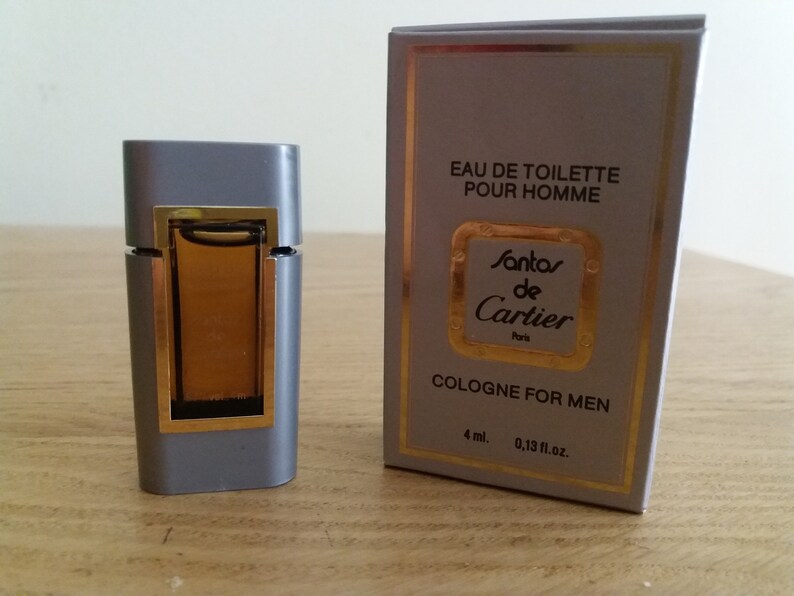 EAU DE TOILETTE
POUR HOMME
Santos
de
Cartier
Paris
COLOGNE FOR MEN
4 ml. 0,13 fl.oz.